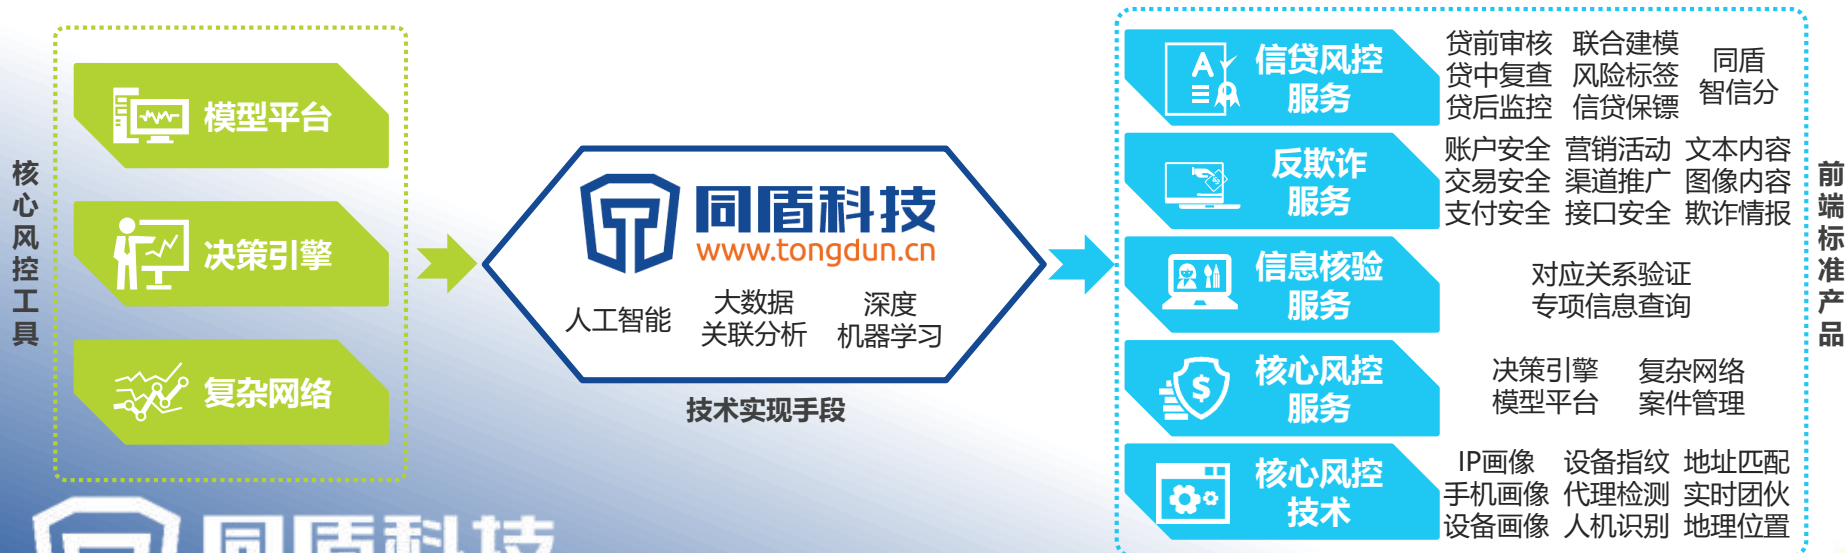 核心风控工具
模型平台
决策引擎
复杂网络
同盾科技
www.tongdun.cn
人工智能
大数据
关联分析
深度
机器学习
技术实现手段
信贷风控
服务
贷前审核 联合建模
贷中复查 风险标签
贷后监控 信贷保镖
同盾
智信分
反欺诈
服务
账户安全 营销活动 文本内容
交易安全 渠道推广 图像内容
支付安全 接口安全 欺诈情报
信息核验
服务
对应关系验证
专项信息查询
核心风控
服务
决策引擎 复杂网络
模型平台 案件管理
核心风控
技术
IP画像 设备指纹 地址匹配
手机画像 代理检测 实时团伙
设备画像 人机识别 地理位置
前端标准产品
同盾科技